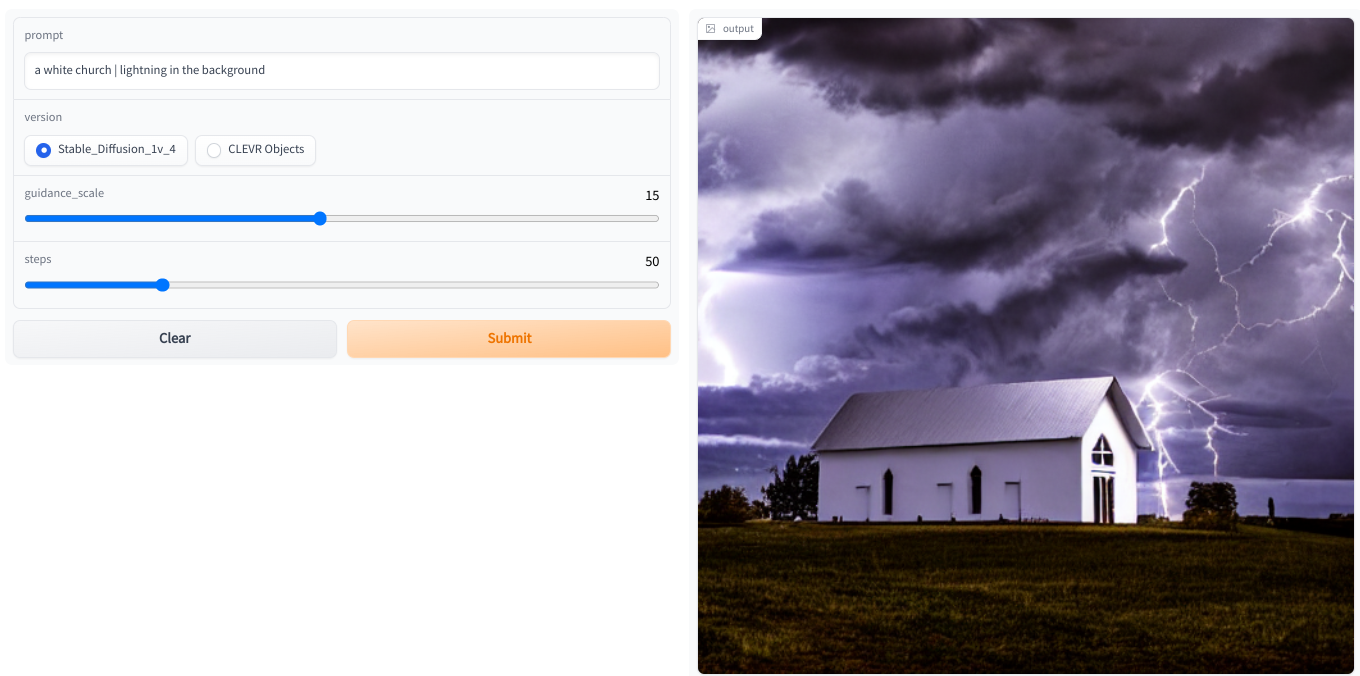 prompt
a white church | lightning in the background
version
Stable_Diffusion_1v_4
CLEVR Objects
guidance_scale
15
steps
50
Clear
Submit
output